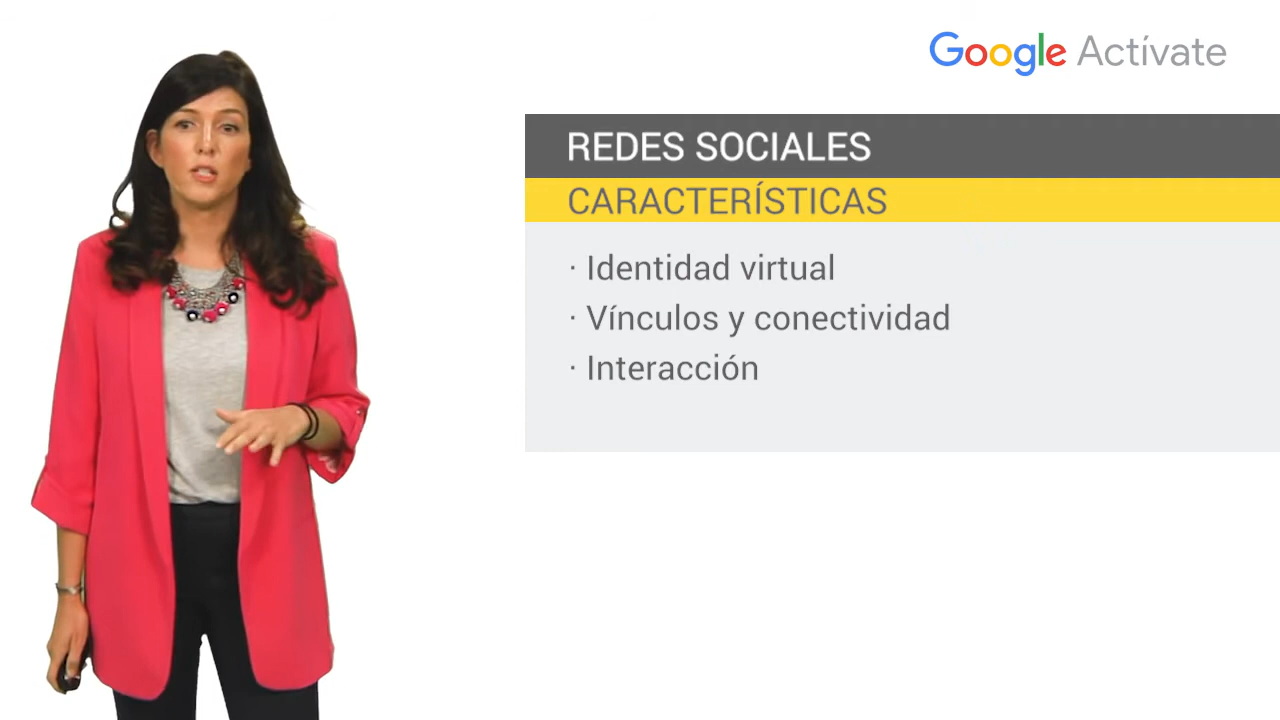 Google Actívate
REDES SOCIALES
CARACTERÍSTICAS
· Identidad virtual
· Vínculos y conectividad
· Interacción